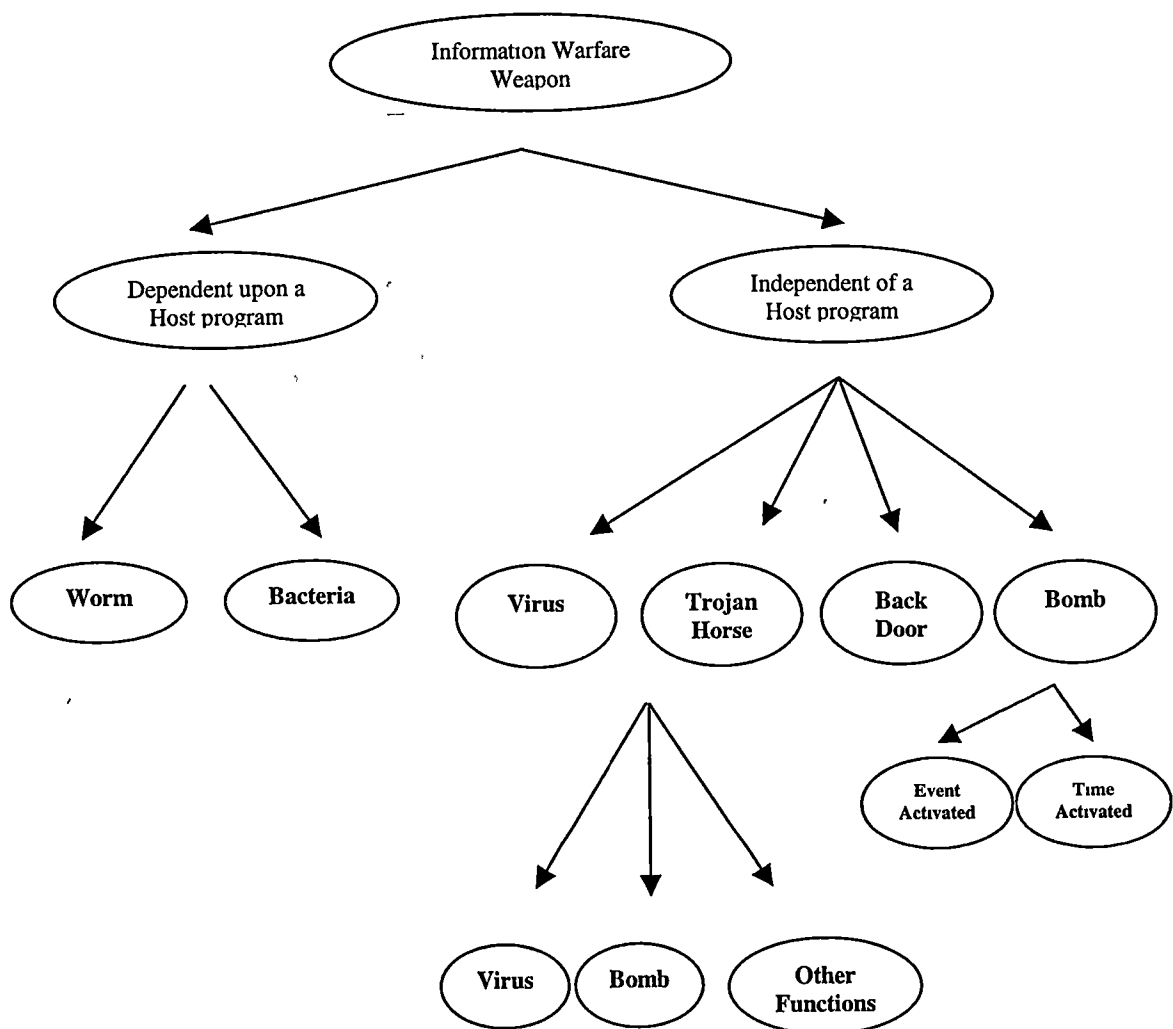 Information Warfare
Weapon
Dependent upon a
Host program
Independent of a
Host program
Worm
Bacteria
Virus
Trojan
Horse
Back
Door
Bomb
Event
Activated
Time
Activated
Virus
Bomb
Other
Functions